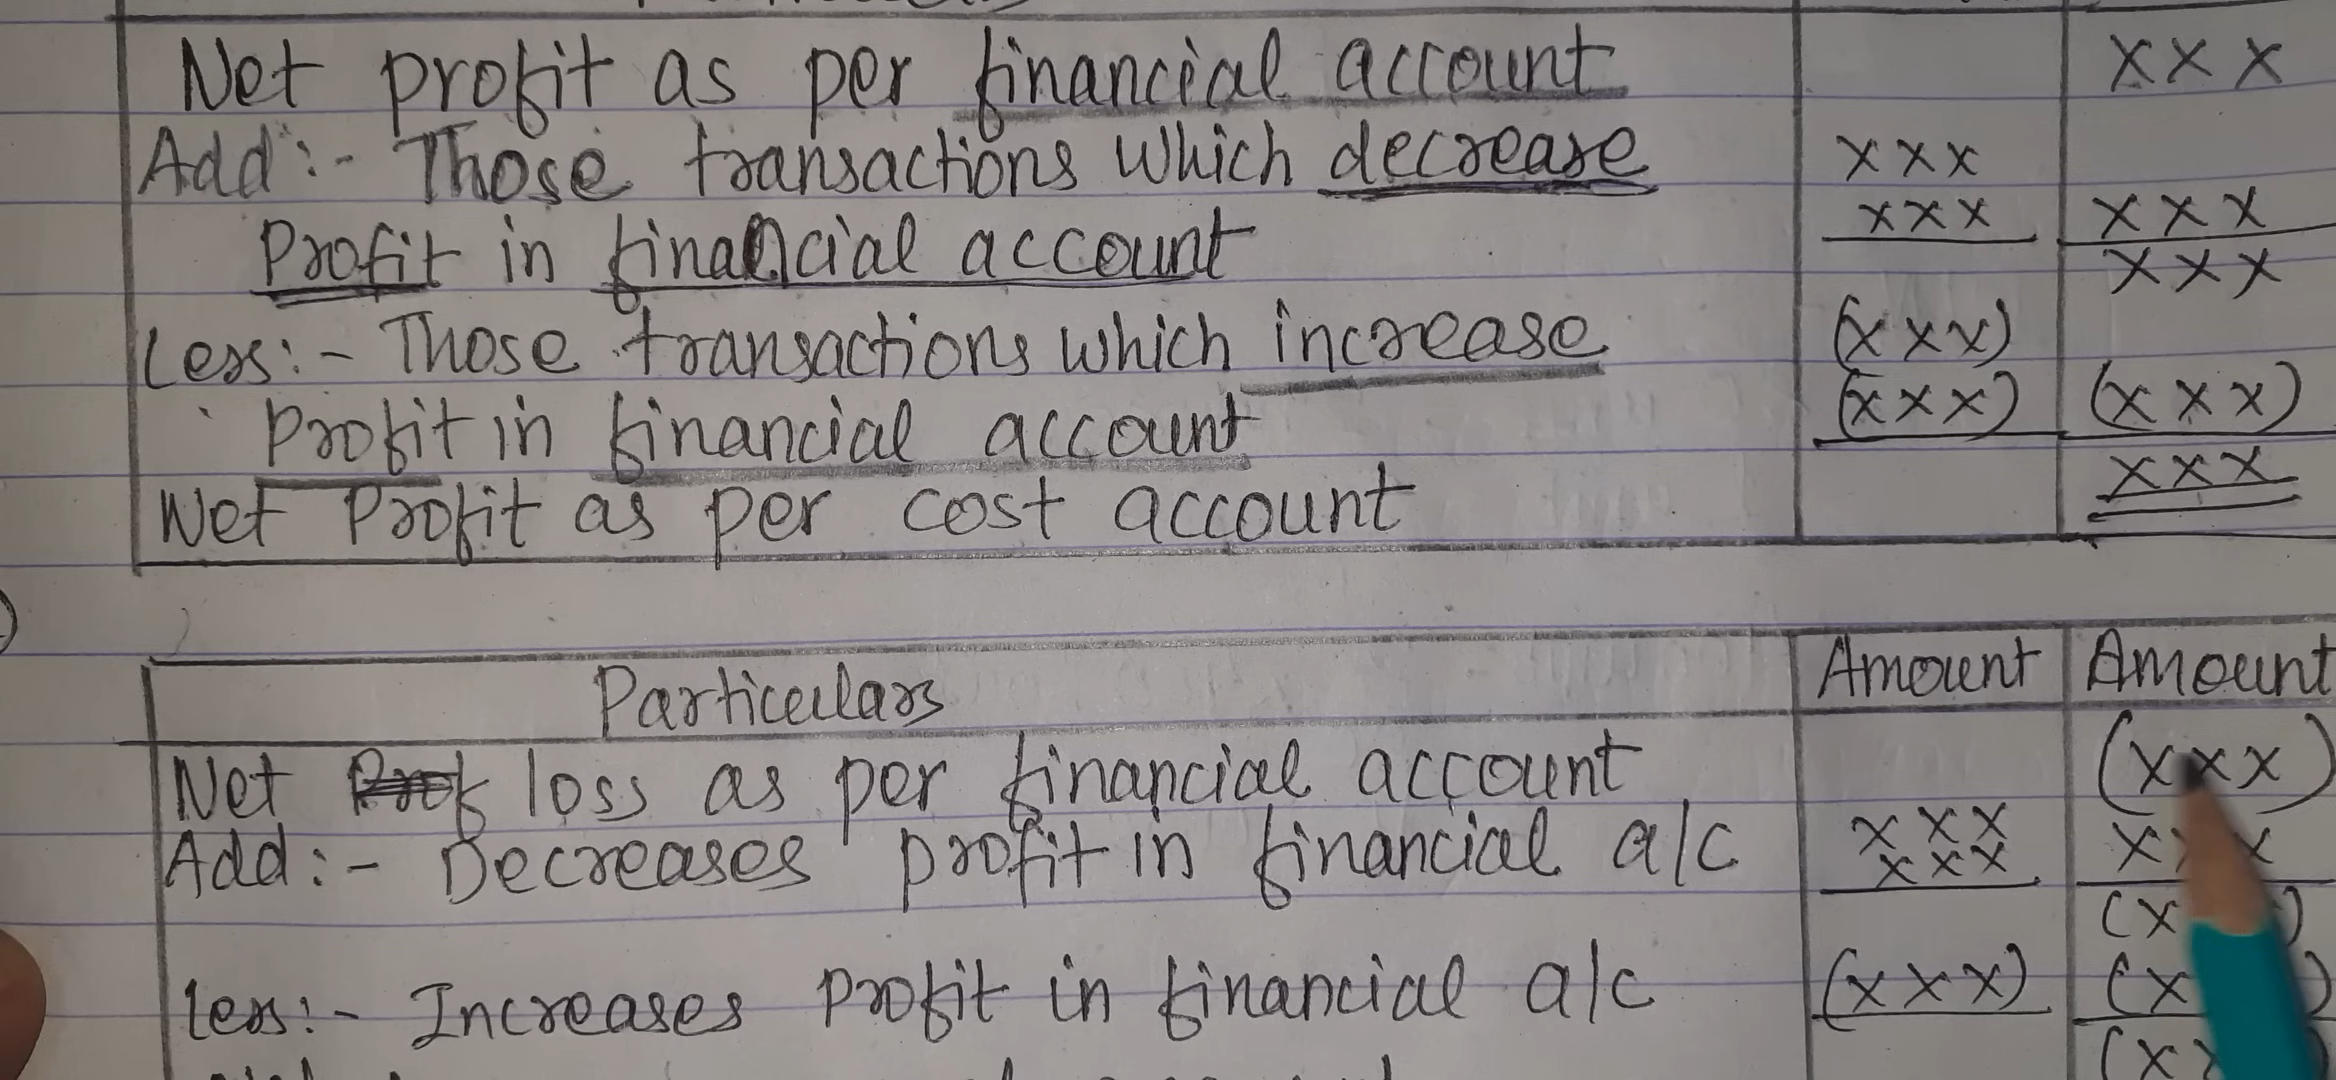 Net profit as per financial account xxx
Add:- Those transactions which decrease xxx
xxx xxx
Profit in financial account
xxx
Less:- Those transactions which increase (xxx)
Profit in financial account (xxx) (xxx)
xxx
Net Profit as per cost account
Particulars Amount Amount
Net loss as per financial account (xxx)
Add:- Decreases profit in financial a/c xxx
xxx
Less:- Increases Profit in financial a/c (xxx)